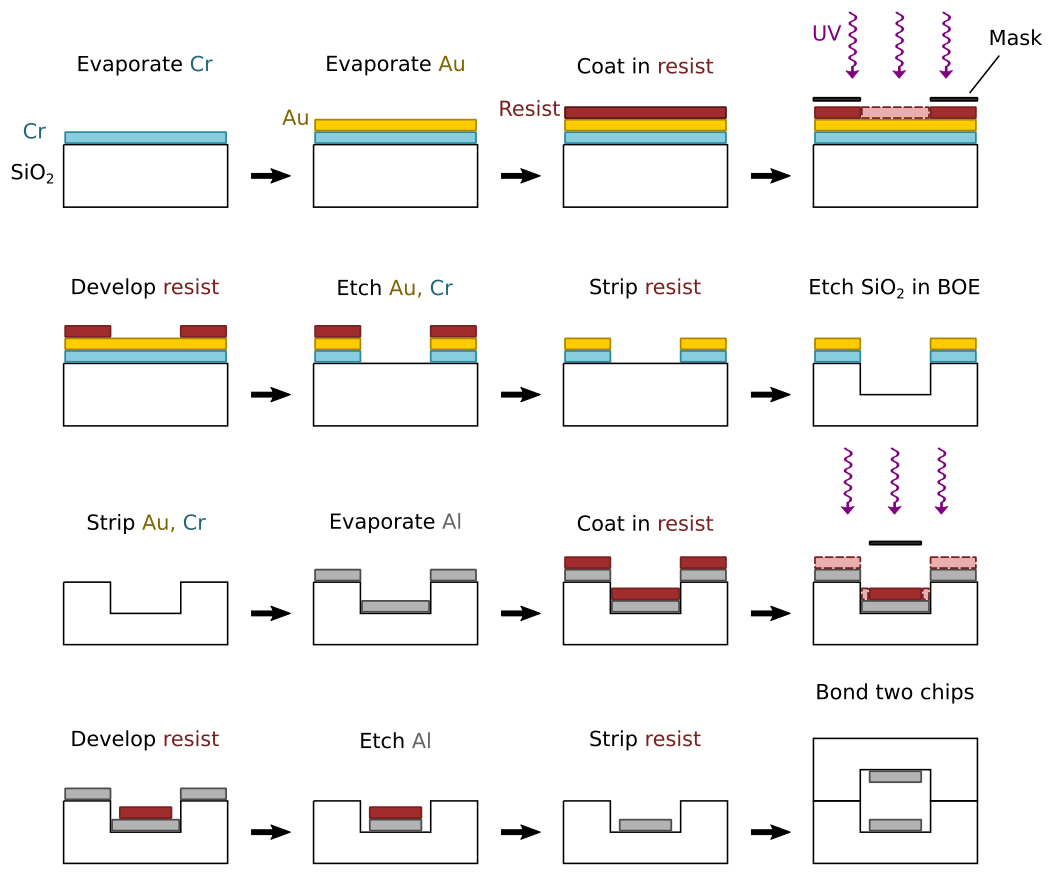 Evaporate Cr
Evaporate Au
Coat in resist
UV
Mask
Cr
Au
Resist
SiO₂
Develop resist
Etch Au, Cr
Strip resist
Etch SiO₂ in BOE
Strip Au, Cr
Evaporate Al
Coat in resist
Develop resist
Etch Al
Strip resist
Bond two chips